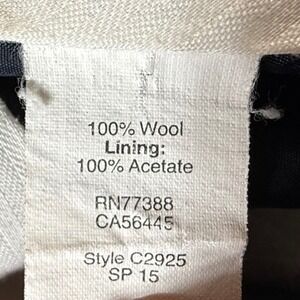 100% Wool
Lining:
100% Acetate
RN77388
CA56445
Style C2925
SP 15